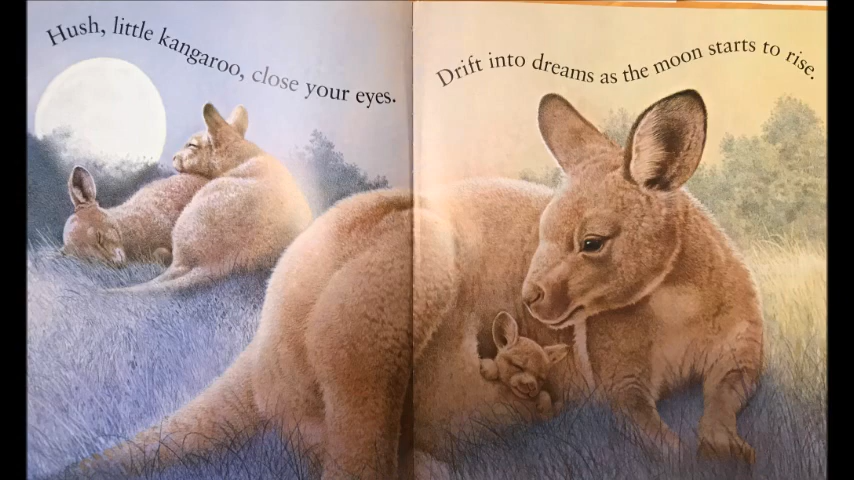 Hush, little kangaroo, close your eyes.
Drift into dreams as the moon starts to rise.